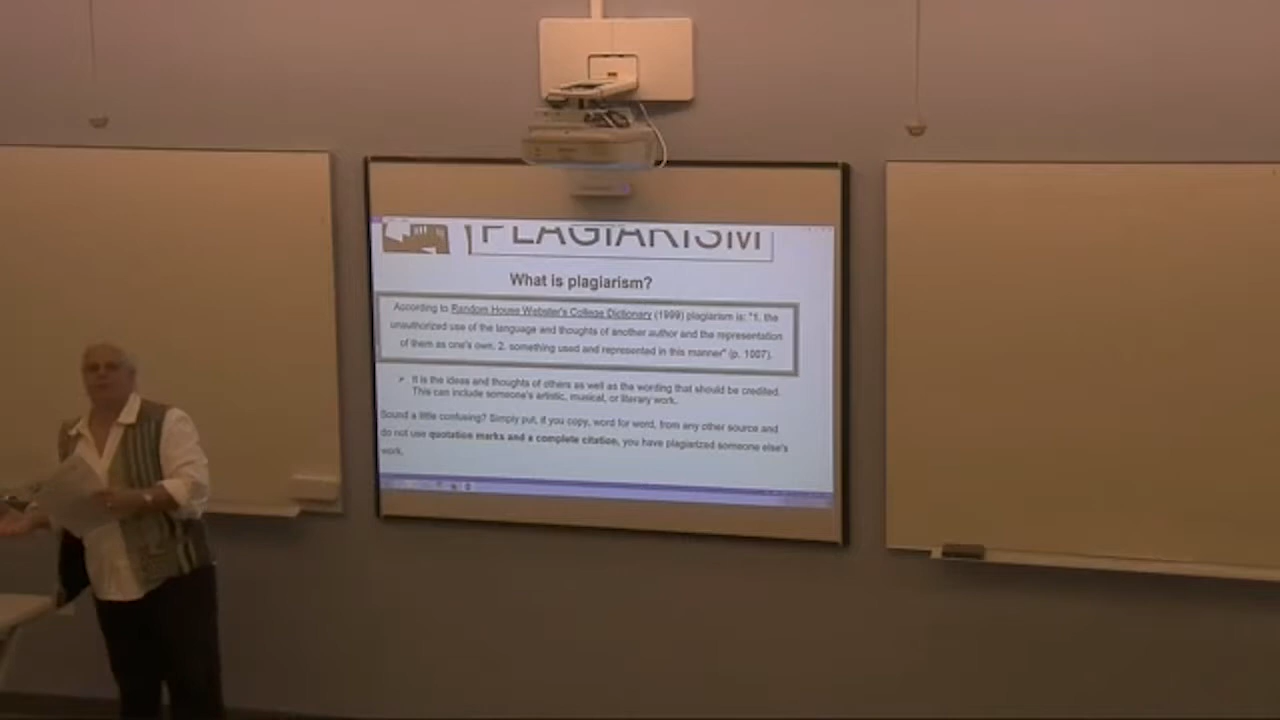 PLAGIARISM
What is plagiarism?
According to Random House Webster's College Dictionary (1999) plagiarism is: "1. the
unauthorized use of the language and thoughts of another author and the representation
of them as one's own. 2. something used and represented in this manner" (p. 1007).
➢ It is the ideas and thoughts of others as well as the wording that should be credited.
This can include someone's artistic, musical, or literary work.
Sound a little confusing? Simply put, if you copy, word for word, from any other source and
do not use quotation marks and a complete citation, you have plagiarized someone else's
work.